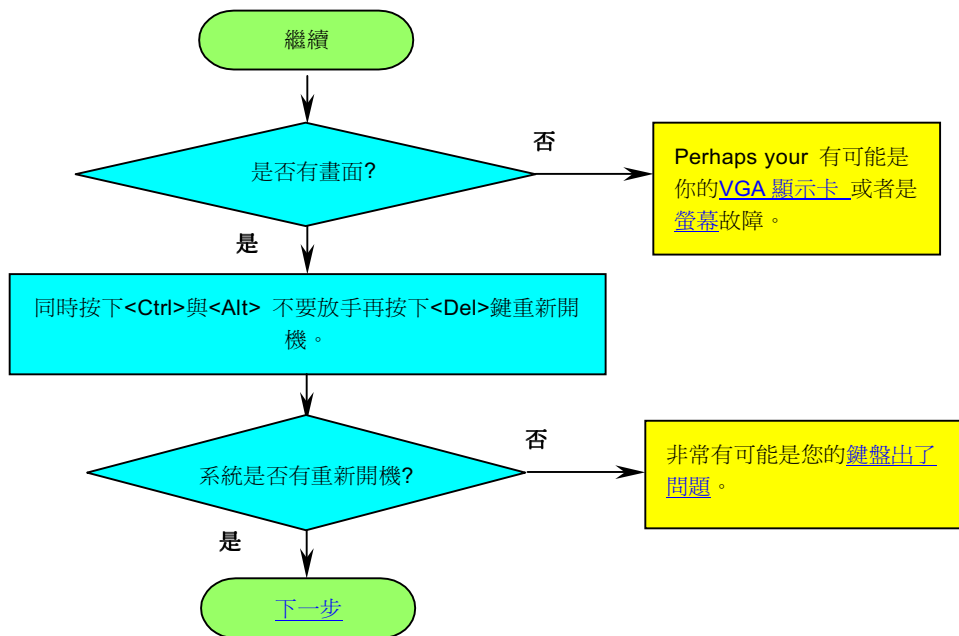 繼續
是否有畫面?
否
Perhaps your 有可能是
你的VGA 顯示卡 或者是
螢幕故障。
是
同時按下<Ctrl>與<Alt> 不要放手再按下<Del>鍵重新開
機。
系統是否有重新開機?
否
非常有可能是您的鍵盤出了
問題。
是
下一步